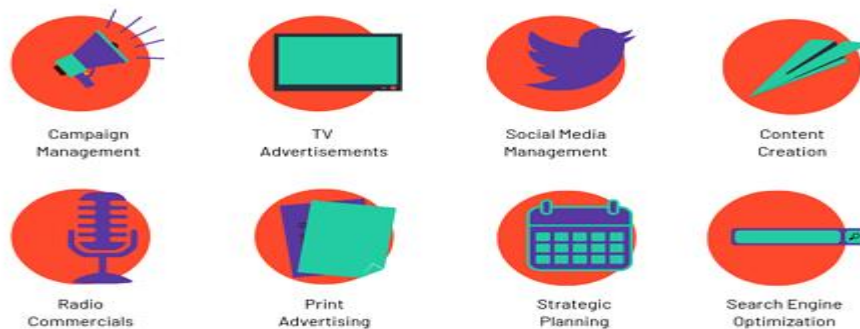 Campaign
Management
TV
Advertisements
Social Media
Management
Content
Creation
Radio
Commercials
Print
Advertising
Strategic
Planning
Search Engine
Optimization